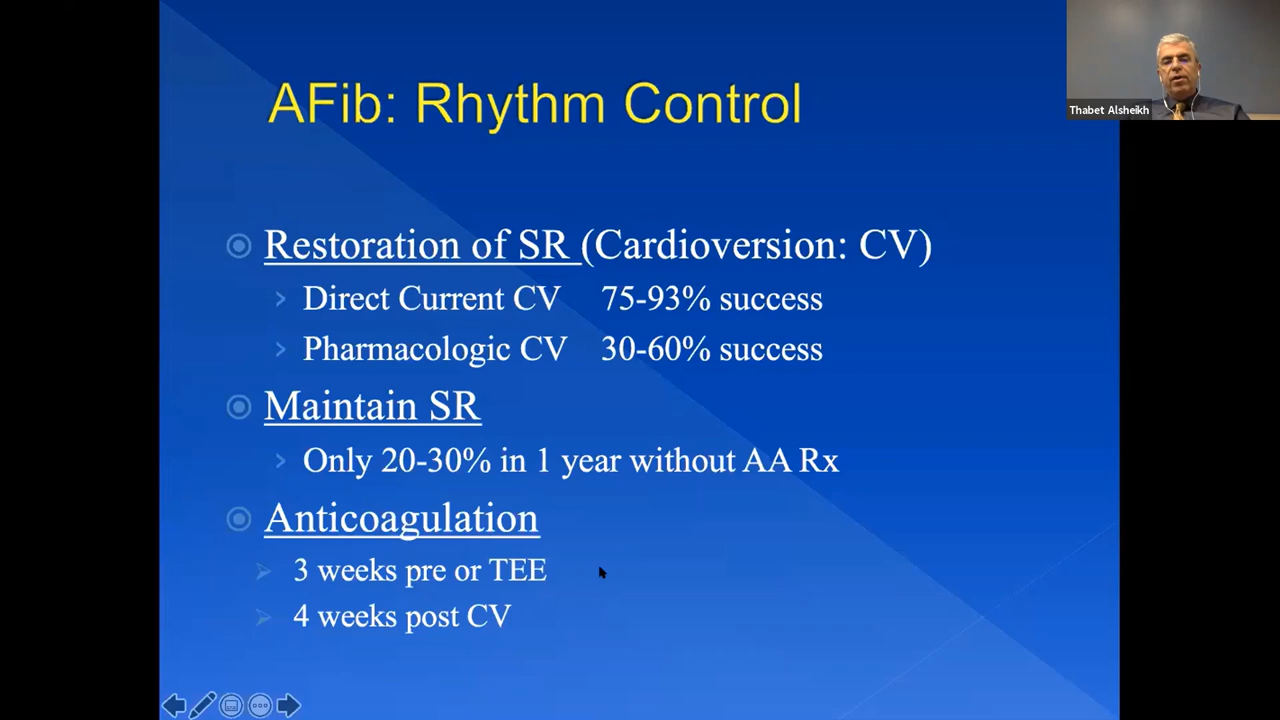 AFib: Rhythm Control
Thabet Alsheikh
Restoration of SR (Cardioversion: CV)
Direct Current CV 75-93% success
Pharmacologic CV 30-60% success
Maintain SR
Only 20-30% in 1 year without AA Rx
Anticoagulation
3 weeks pre or TEE
4 weeks post CV